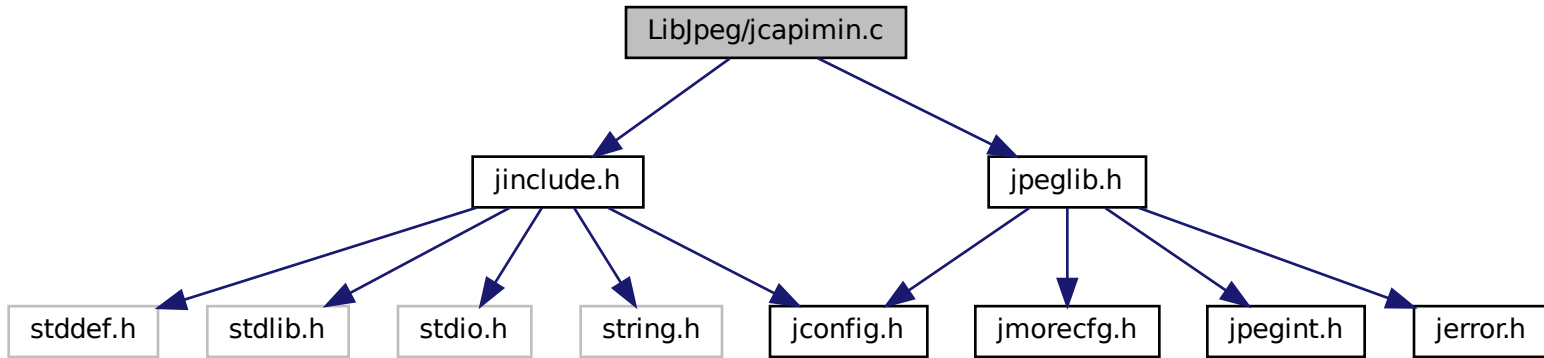 LibJpeg/jcapimin.c
jinclude.h
jpeglib.h
stddef.h
stdlib.h
stdio.h
string.h
jconfig.h
jmorecfg.h
jpegint.h
jerror.h